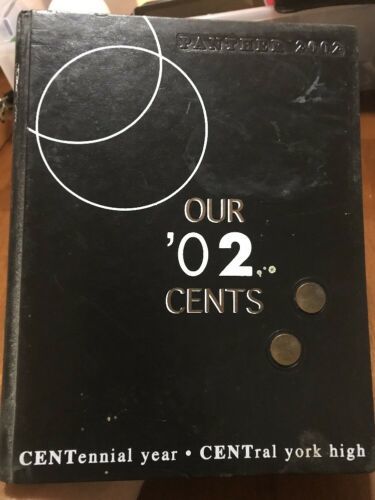 PANTHER 2002
OUR
'02
CENTS
CENTennial year • CENTral york high